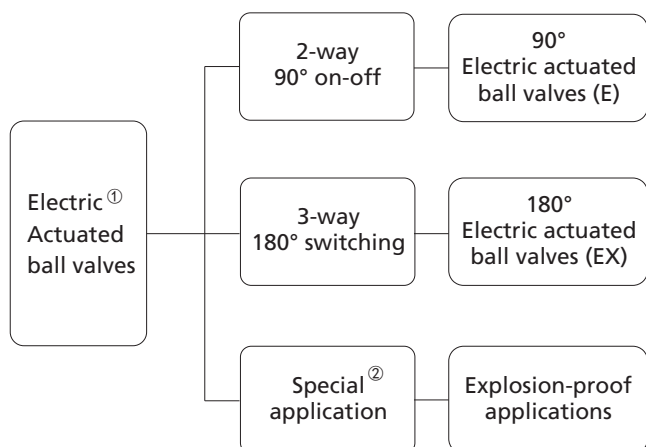 Electric ①
Actuated
ball valves
2-way
90° on-off
90°
Electric actuated
ball valves (E)
3-way
180° switching
180°
Electric actuated
ball valves (EX)
Special ②
application
Explosion-proof
applications